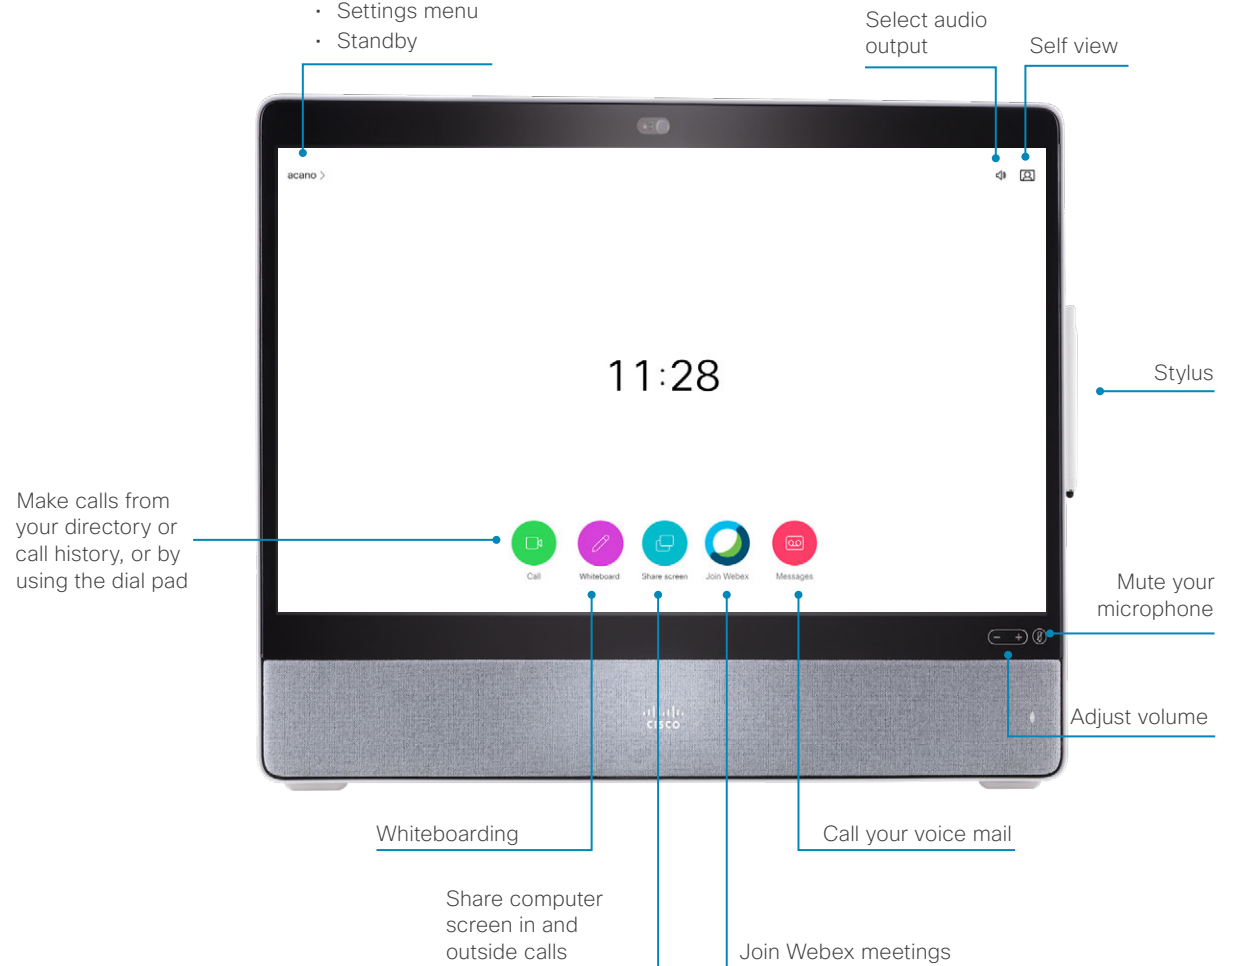 • Settings menu
• Standby
Select audio
output
Self view
acano >
11:28
Stylus
Make calls from
your directory or
call history, or by
using the dial pad
Call
Whiteboard
Share screen
Join Webex
Messages
Mute your
microphone
Adjust volume
CISCO
Whiteboarding
Call your voice mail
Share computer
screen in and
outside calls
Join Webex meetings